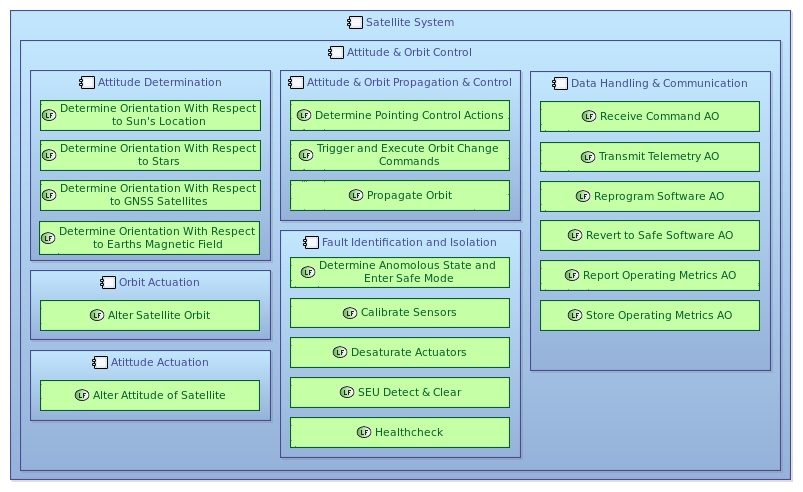 Satellite System
Attitude & Orbit Control
Attitude Determination
LF Determine Orientation With Respect
to Sun's Location
LF Determine Orientation With Respect
to Stars
LF Determine Orientation With Respect
to GNSS Satellites
LF Determine Orientation With Respect
to Earths Magnetic Field
Orbit Actuation
LF Alter Satellite Orbit
Atittude Actuation
LF Alter Attitude of Satellite
Attitude & Orbit Propagation & Control
LF Determine Pointing Control Actions
LF Trigger and Execute Orbit Change
Commands
LF Propagate Orbit
Fault Identification and Isolation
LF Determine Anomolous State and
Enter Safe Mode
LF Calibrate Sensors
LF Desaturate Actuators
LF SEU Detect & Clear
LF Healthcheck
Data Handling & Communication
LF Receive Command AO
LF Transmit Telemetry AO
LF Reprogram Software AO
LF Revert to Safe Software AO
LF Report Operating Metrics AO
LF Store Operating Metrics AO